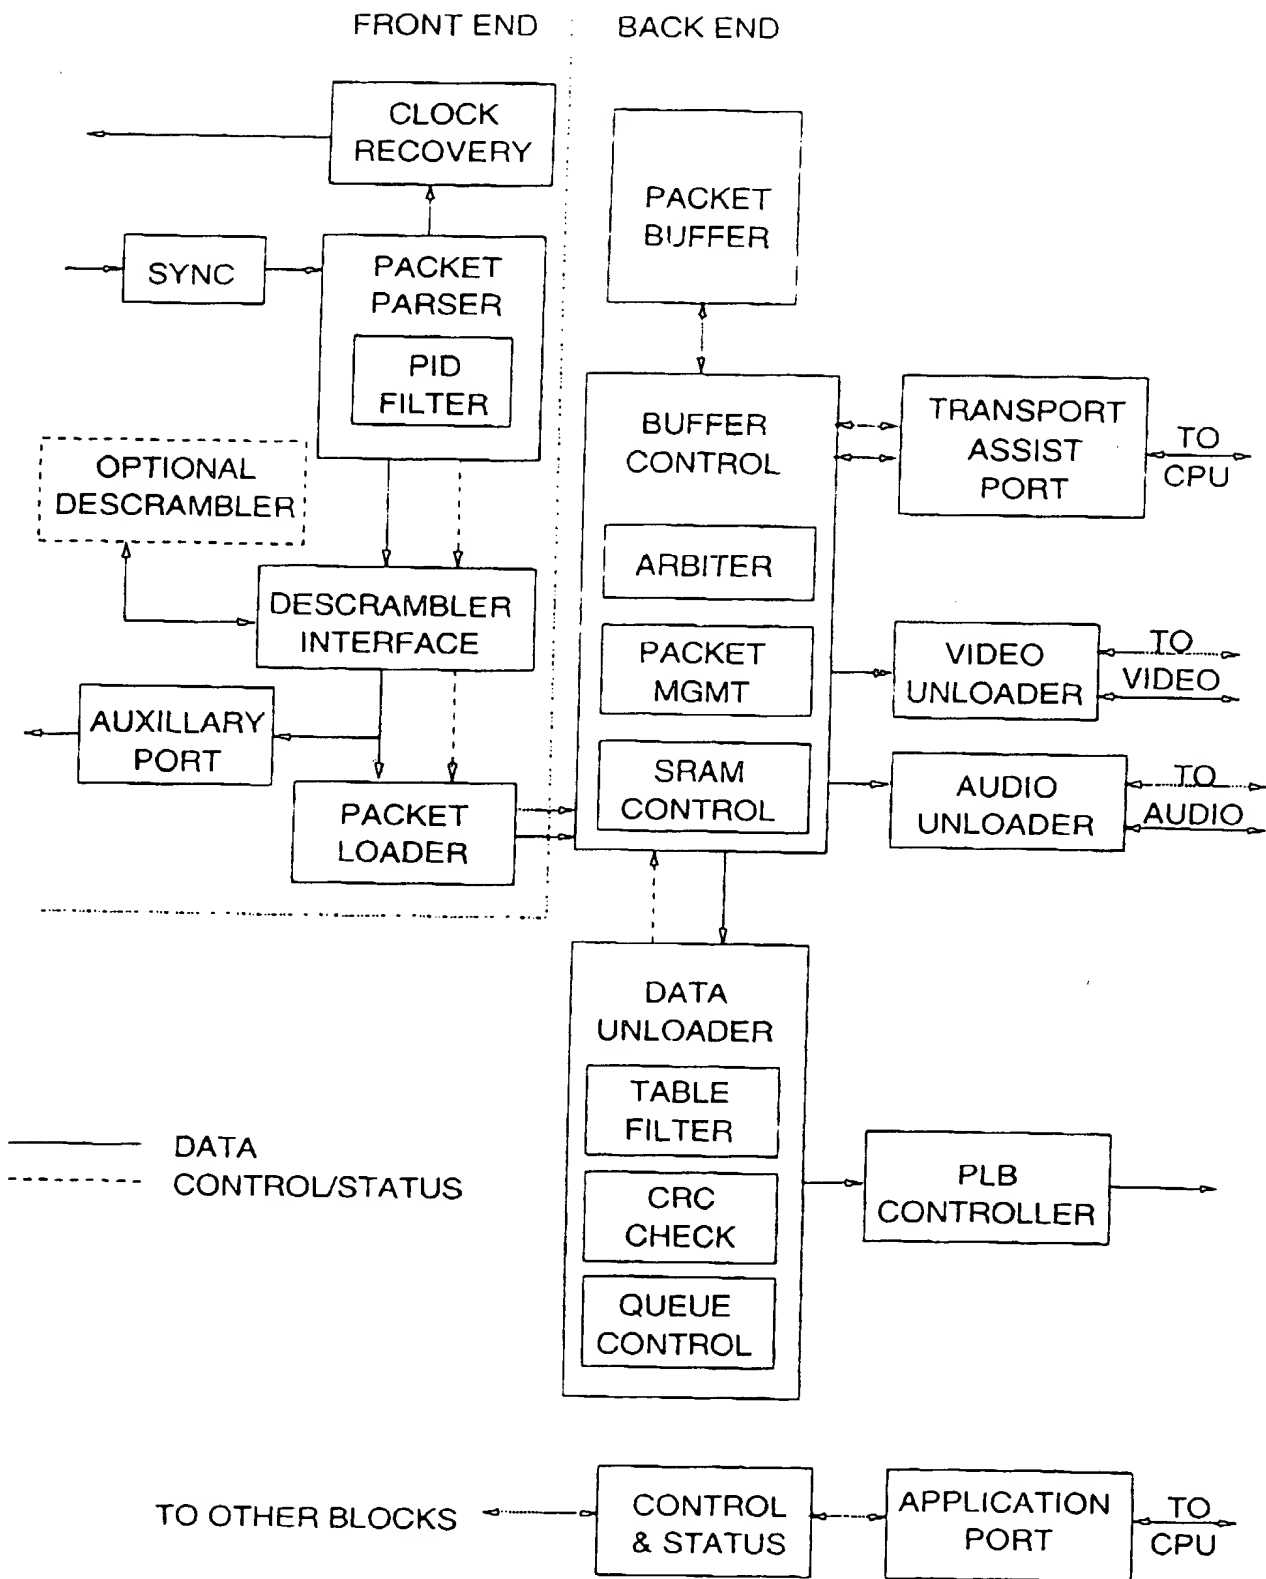 FRONT END
BACK END
CLOCK
RECOVERY
PACKET
BUFFER
SYNC
PACKET
PARSER
PID
FILTER
OPTIONAL
DESCRAMBLER
BUFFER
CONTROL
TRANSPORT
ASSIST
PORT
TO
CPU
ARBITER
DESCRAMBLER
INTERFACE
PACKET
MGMT
VIDEO
UNLOADER
TO
VIDEO
AUXILLARY
PORT
SRAM
CONTROL
AUDIO
UNLOADER
TO
AUDIO
PACKET
LOADER
DATA
UNLOADER
TABLE
FILTER
CRC
CHECK
QUEUE
CONTROL
PLB
CONTROLLER
DATA
CONTROL/STATUS
TO OTHER BLOCKS
CONTROL
& STATUS
APPLICATION
PORT
TO
CPU